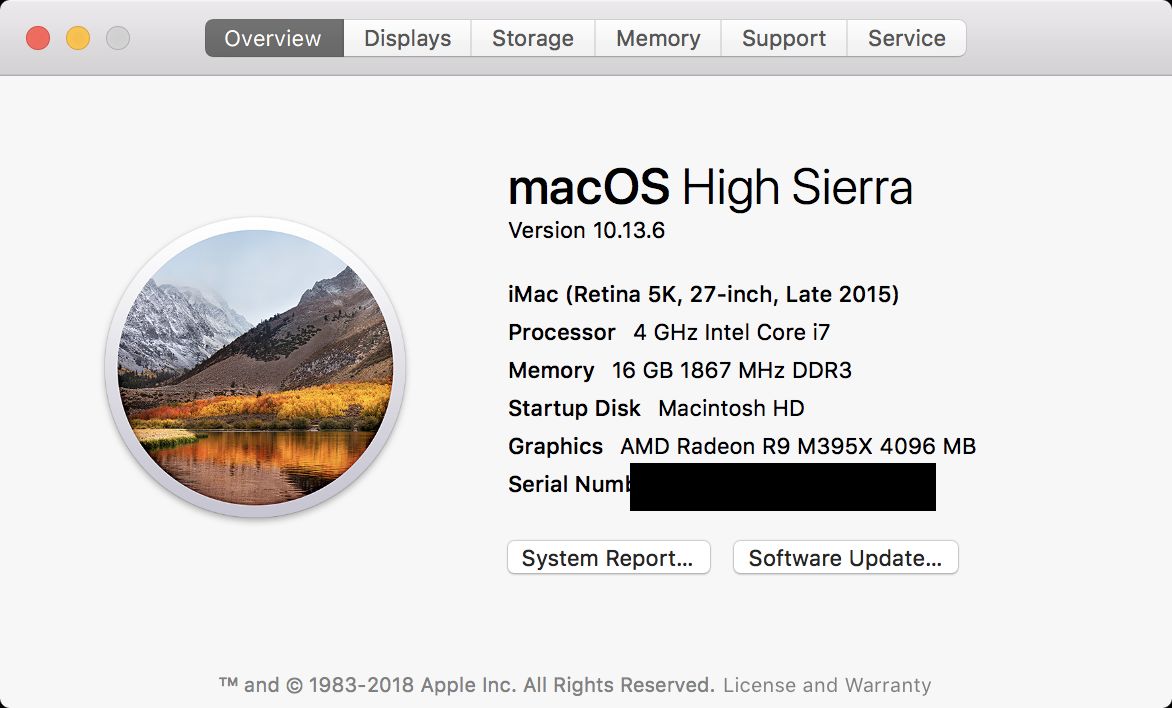 Overview Displays Storage Memory Support Service
macOS High Sierra
Version 10.13.6
iMac (Retina 5K, 27-inch, Late 2015)
Processor 4 GHz Intel Core i7
Memory 16 GB 1867 MHz DDR3
Startup Disk Macintosh HD
Graphics AMD Radeon R9 M395X 4096 MB
Serial Numb
System Report... Software Update...
™ and © 1983-2018 Apple Inc. All Rights Reserved. License and Warranty